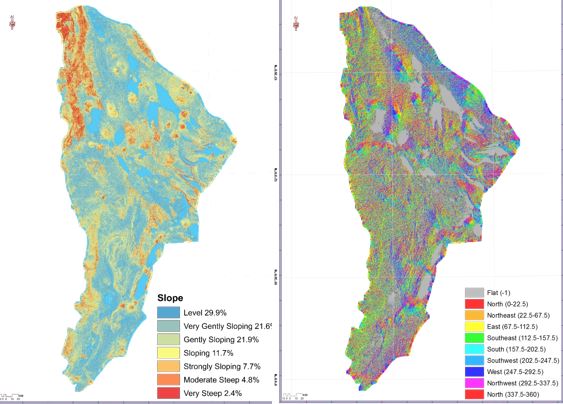 Slope
Level 29.9%
Very Gently Sloping 21.6
Gently Sloping 21.9%
Sloping 11.7%
Strongly Sloping 7.7%
Moderate Steep 4.8%
Very Steep 2.4%
Flat (-1)
North (0-22.5)
Northeast (22.5-67.5)
East (67.5-112.5)
Southeast (112.5-157.5)
South (157.5-202.5)
Southwest (202.5-247.5)
West (247.5-292.5)
Northwest (292.5-337.5)
North (337.5-360)